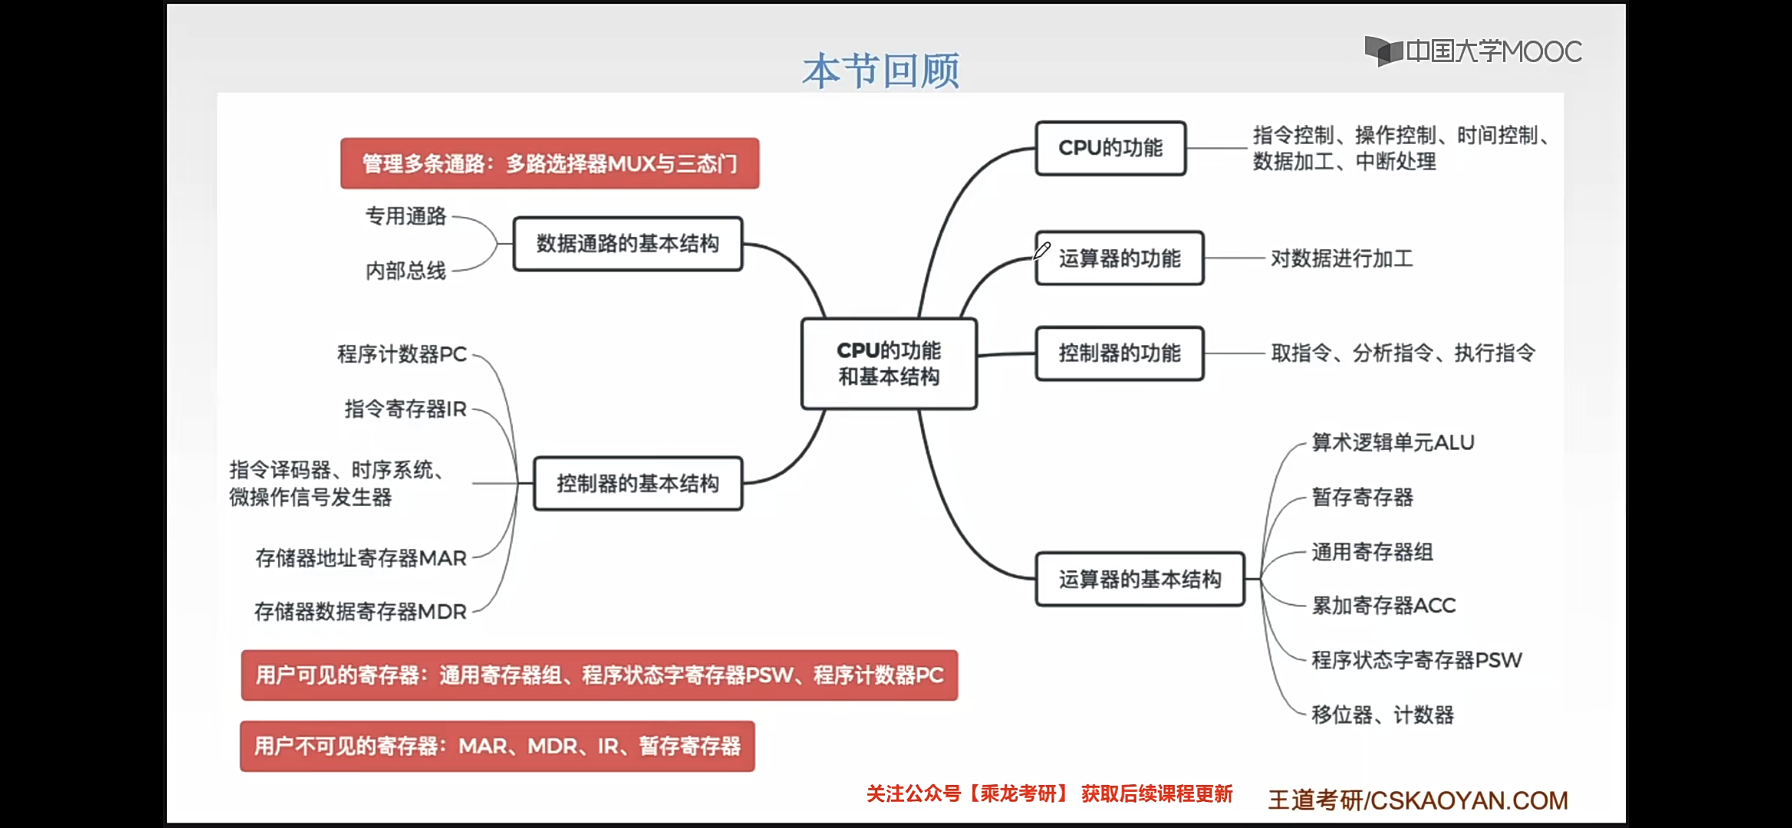 本节回顾
中国大学MOOC
管理多条通路：多路选择器MUX与三态门
专用通路
内部总线
数据通路的基本结构
程序计数器PC
指令寄存器IR
指令译码器、时序系统、
微操作信号发生器
存储器地址寄存器MAR
存储器数据寄存器MDR
控制器的基本结构
CPU的功能
和基本结构
CPU的功能
指令控制、操作控制、时间控制、
数据加工、中断处理
运算器的功能
对数据进行加工
控制器的功能
取指令、分析指令、执行指令
运算器的基本结构
算术逻辑单元ALU
暂存寄存器
通用寄存器组
累加寄存器ACC
程序状态字寄存器PSW
移位器、计数器
用户可见的寄存器：通用寄存器组、程序状态字寄存器PSW、程序计数器PC
用户不可见的寄存器：MAR、MDR、IR、暂存寄存器
关注公众号【乘龙考研】 获取后续课程更新
王道考研/CSKAOYAN.COM